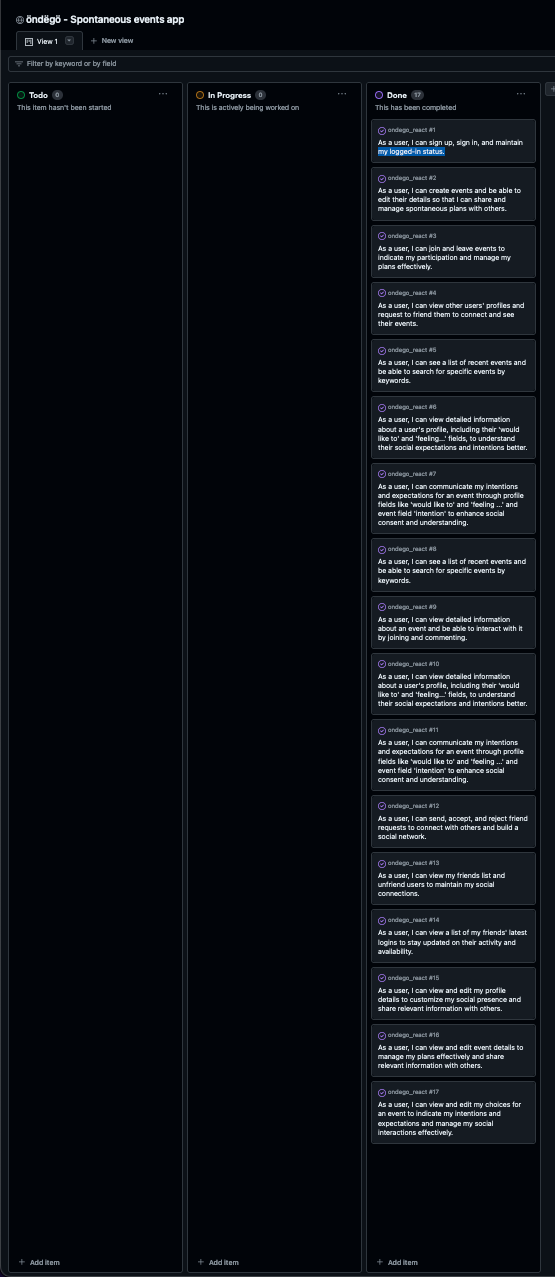 öndëgö - Spontaneous events app
View 1
New view
Filter by keyword or by field
Todo 0
This item hasn't been started
In Progress 0
This is actively being worked on
Done 17
This has been completed
ondego_react #1
As a user, I can sign up, sign in, and maintain
my logged-in status.
ondego_react #2
As a user, I can create events and be able to
edit their details so that I can share and
manage spontaneous plans with others.
ondego_react #3
As a user, I can join and leave events to
indicate my participation and manage my
plans effectively.
ondego_react #4
As a user, I can view other users' profiles and
request to friend them to connect and see
their events.
ondego_react #5
As a user, I can see a list of recent events and
be able to search for specific events by
keywords.
ondego_react #6
As a user, I can view detailed information
about a user's profile, including their 'would
like to' and 'feeling...' fields, to understand
their social expectations and intentions better.
ondego_react #7
As a user, I can communicate my intentions
and expectations for an event through profile
fields like 'would like to' and 'feeling ...' and
event field 'intention' to enhance social
consent and understanding.
ondego_react #8
As a user, I can see a list of recent events and
be able to search for specific events by
keywords.
ondego_react #9
As a user, I can view detailed information
about an event and be able to interact with it
by joining and commenting.
ondego_react #10
As a user, I can view detailed information
about a user's profile, including their 'would
like to' and 'feeling...' fields, to understand
their social expectations and intentions better.
ondego_react #11
As a user, I can communicate my intentions
and expectations for an event through profile
fields like 'would like to' and 'feeling ...' and
event field 'intention' to enhance social
consent and understanding.
ondego_react #12
As a user, I can send, accept, and reject friend
requests to connect with others and build a
social network.
ondego_react #13
As a user, I can view my friends list and
unfriend users to maintain my social
connections.
ondego_react #14
As a user, I can view a list of my friends' latest
logins to stay updated on their activity and
availability.
ondego_react #15
As a user, I can view and edit my profile
details to customize my social presence and
share relevant information with others.
ondego_react #16
As a user, I can view and edit event details to
manage my plans effectively and share
relevant information with others.
ondego_react #17
As a user, I can view and edit my choices for
an event to indicate my intentions and
expectations and manage my social
interactions effectively.
+ Add item
+ Add item
+ Add item